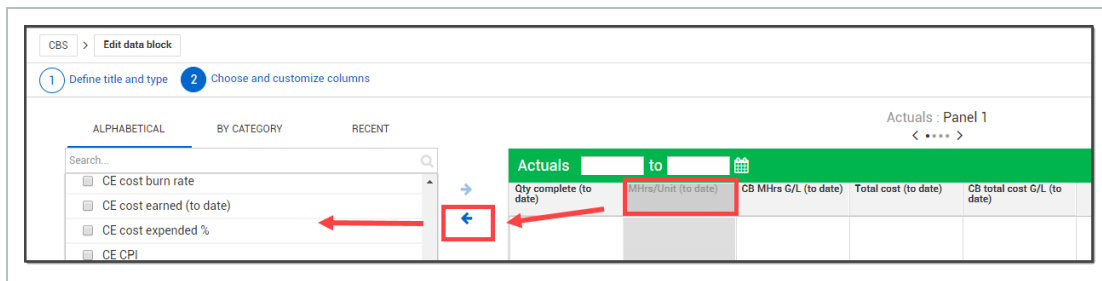 CBS > Edit data block
1 Define title and type 2 Choose and customize columns
ALPHABETICAL BY CATEGORY RECENT
Actuals : Panel 1
Search...
Actuals to
CE cost burn rate
CE cost earned (to date)
CE cost expended %
CE CPI
Qty complete (to
date)
MHrs/Unit (to date)
CB MHrs G/L (to date)
Total cost (to date)
CB total cost G/L (to
date)